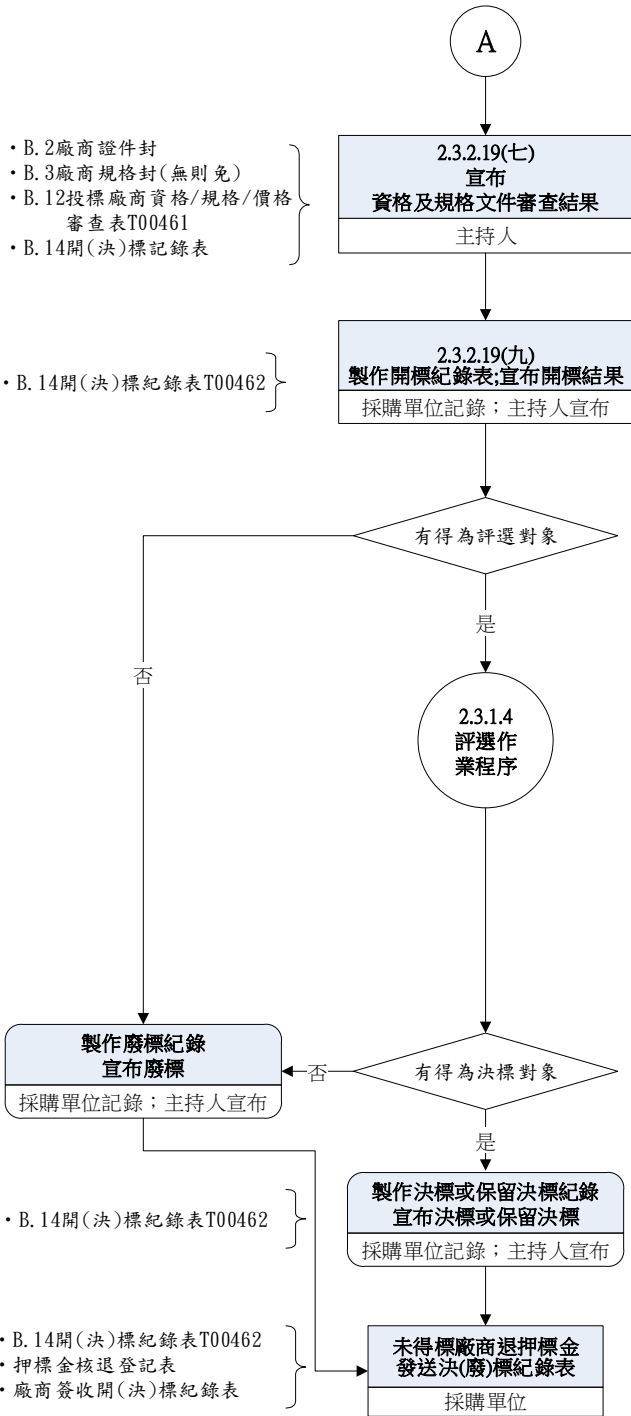 A
・B.2廠商證件封
・B.3廠商規格封(無則免)
・B.12投標廠商資格/規格/價格
審查表T00461
・B.14開(決)標記錄表
2.3.2.19(七)
宣布
資格及規格文件審查結果
主持人
・B.14開(決)標紀錄表T00462
2.3.2.19(九)
製作開標紀錄表;宣布開標結果
採購單位記錄；主持人宣布
有得為評選對象
是
否
2.3.1.4
評選作
業程序
製作廢標紀錄
宣布廢標
採購單位記錄；主持人宣布
否
有得為決標對象
是
・B.14開(決)標紀錄表T00462
製作決標或保留決標紀錄
宣布決標或保留決標
採購單位記錄；主持人宣布
・B.14開(決)標紀錄表T00462
・押標金核退登記表
・廠商簽收開(決)標紀錄表
未得標廠商退押標金
發送決(廢)標紀錄表
採購單位